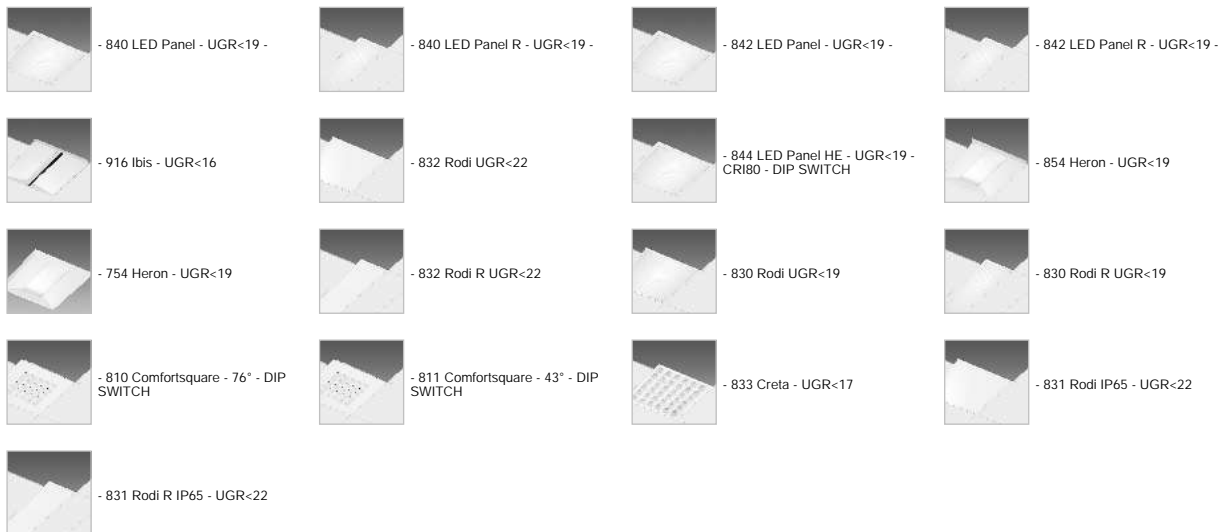 - 840 LED Panel - UGR<19 -
- 840 LED Panel R - UGR<19 -
- 842 LED Panel - UGR<19 -
- 842 LED Panel R - UGR<19 -
- 916 Ibis - UGR<16
- 832 Rodi UGR<22
- 844 LED Panel HE - UGR<19 -
CRI80 - DIP SWITCH
- 854 Heron - UGR<19
- 754 Heron - UGR<19
- 832 Rodi R UGR<22
- 830 Rodi UGR<19
- 830 Rodi R UGR<19
- 810 Comfortsquare - 76° - DIP
SWITCH
- 811 Comfortsquare - 43° - DIP
SWITCH
- 833 Creta - UGR<17
- 831 Rodi IP65 - UGR<22
- 831 Rodi R IP65 - UGR<22